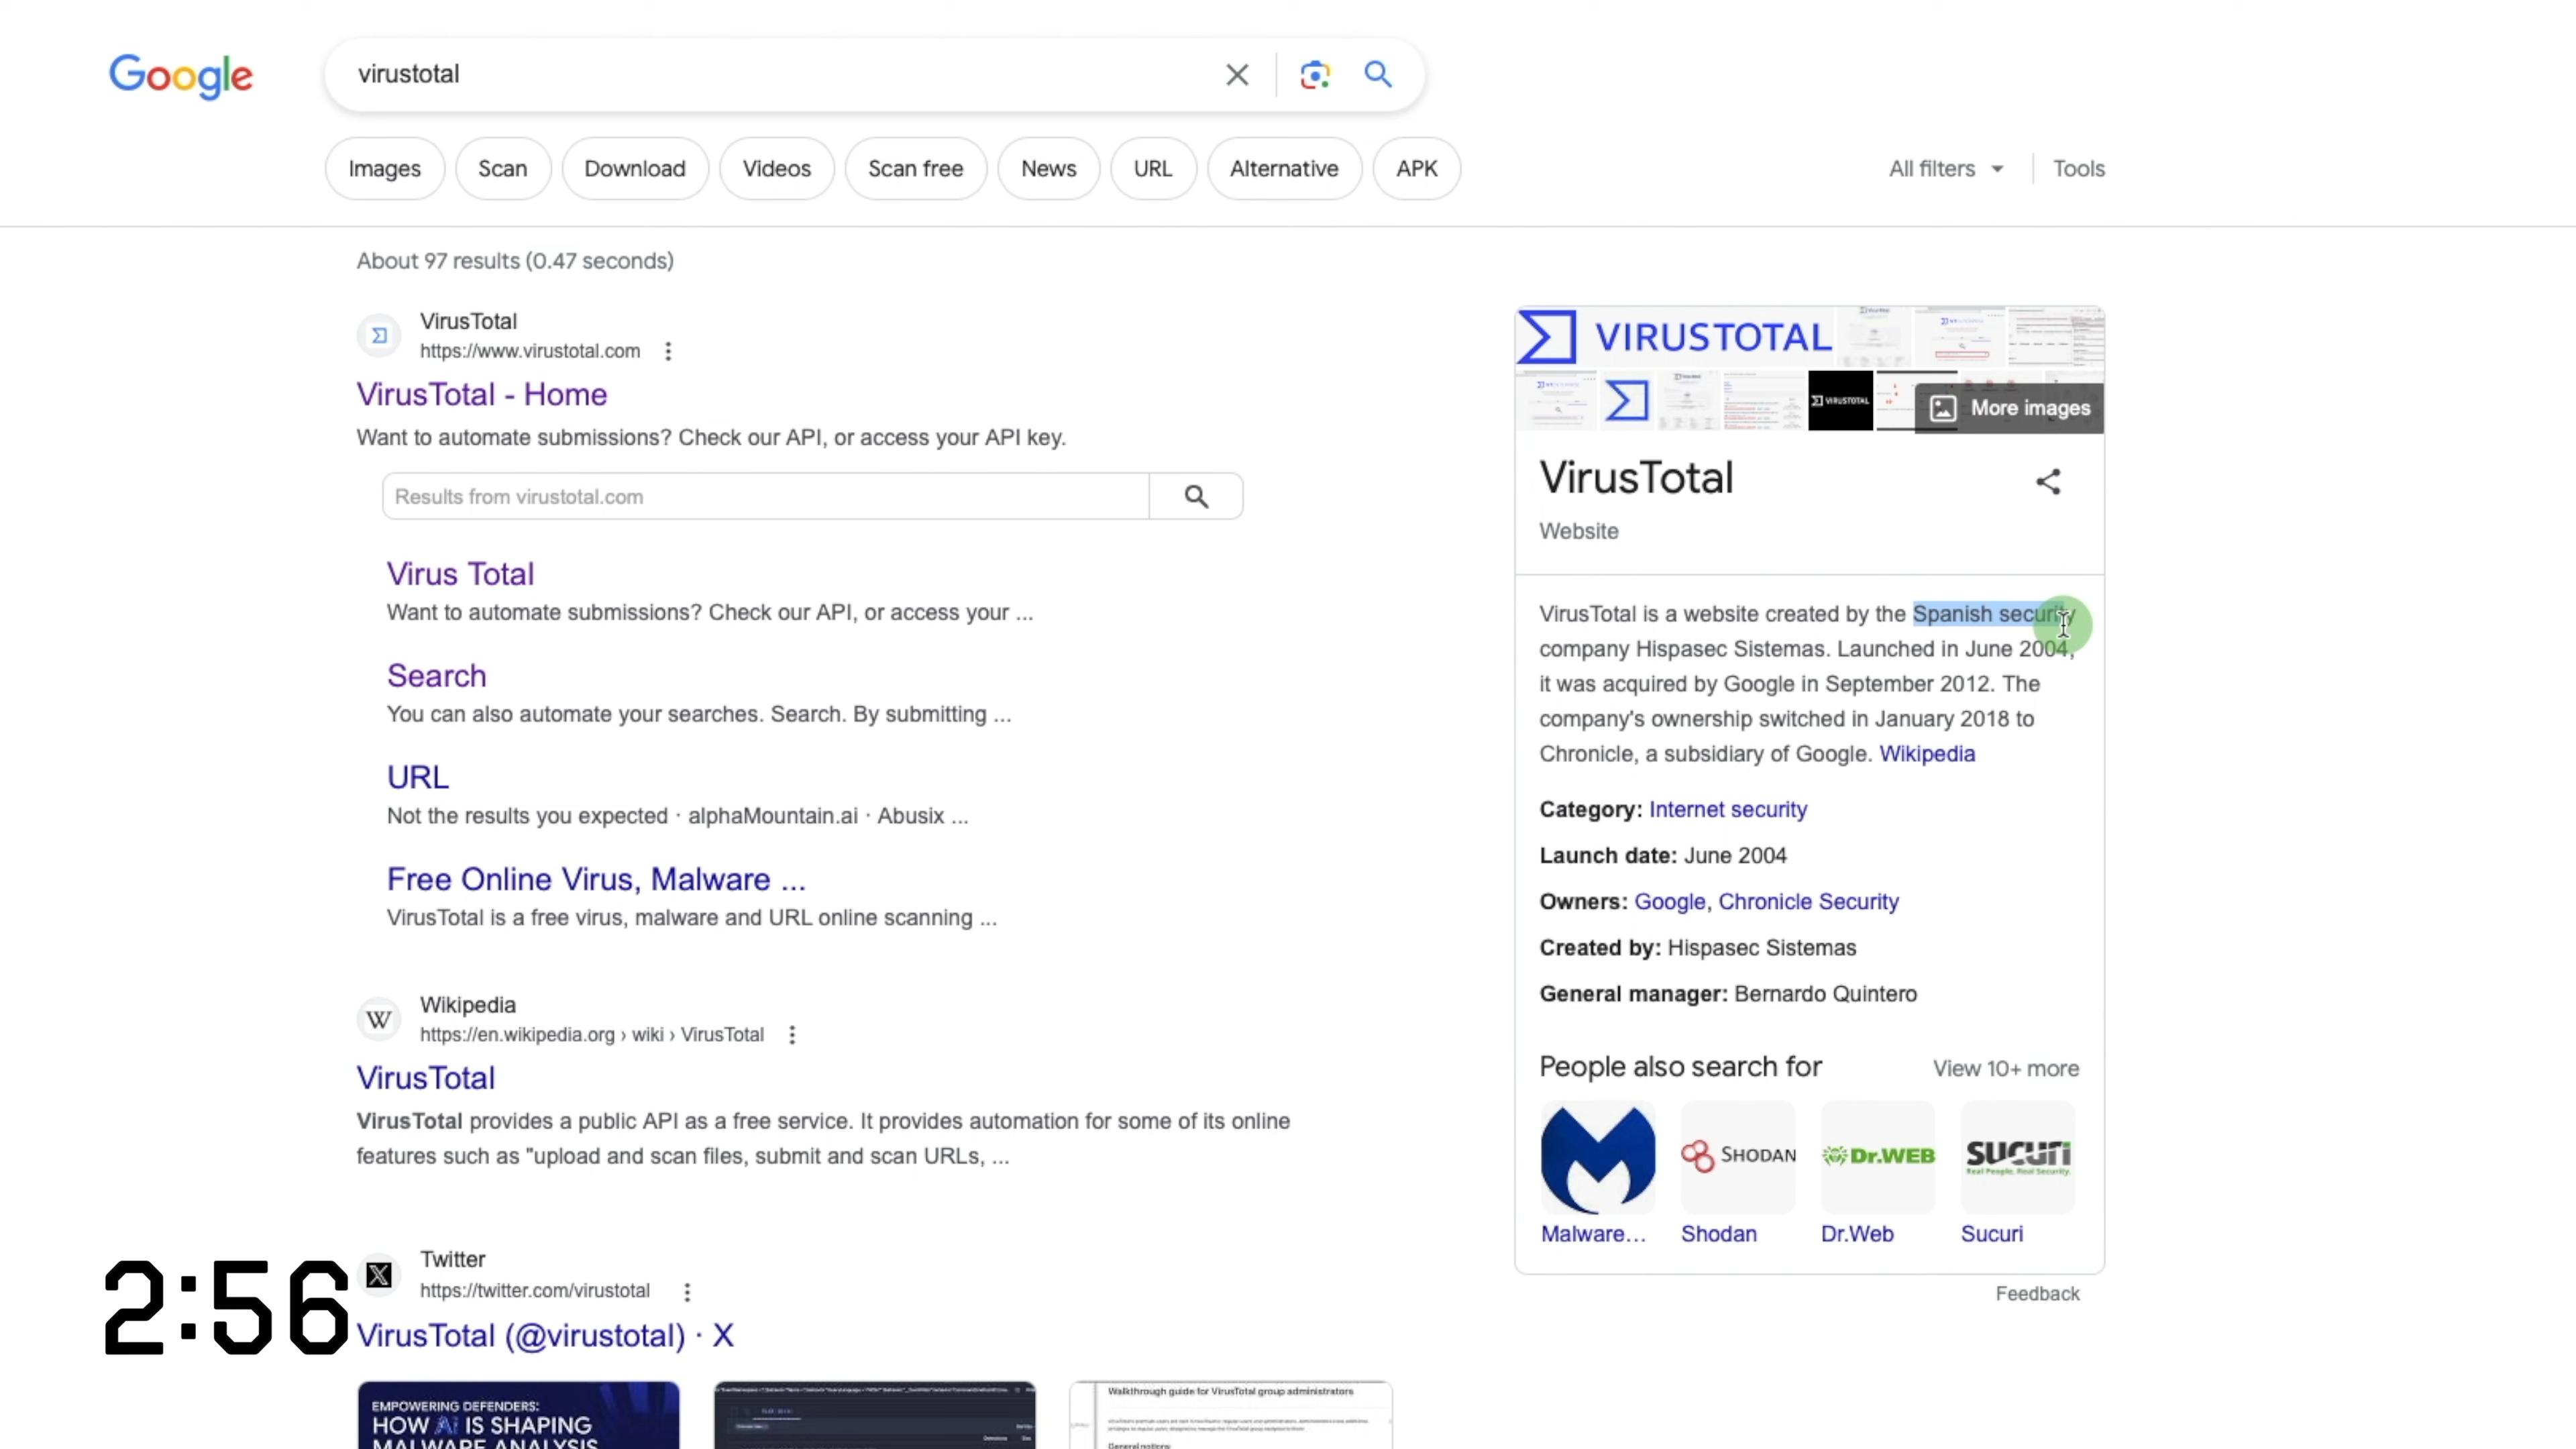 Google
virustotal
Images
Scan
Download
Videos
Scan free
News
URL
Alternative
APK
All filters
Tools
About 97 results (0.47 seconds)
VirusTotal
https://www.virustotal.com
VirusTotal - Home
Want to automate submissions? Check our API, or access your API key.
Results from virustotal.com
Virus Total
Want to automate submissions? Check our API, or access your ...
Search
You can also automate your searches. Search. By submitting ...
URL
Not the results you expected · alphaMountain.ai · Abusix ...
Free Online Virus, Malware ...
VirusTotal is a free virus, malware and URL online scanning ...
Wikipedia
https://en.wikipedia.org › wiki › VirusTotal
VirusTotal
VirusTotal provides a public API as a free service. It provides automation for some of its online
features such as "upload and scan files, submit and scan URLs, ...
Twitter
https://twitter.com/virustotal
VirusTotal (@virustotal) · X
EMPOWERING DEFENDERS:
HOW AI IS SHAPING
MALWARE ANALYSIS
Walkthrough guide for VirusTotal group administrators
General notions
2:56
VIRUSTOTAL
VIRUSTOTAL
More images
VirusTotal
Website
VirusTotal is a website created by the Spanish security
company Hispasec Sistemas. Launched in June 2004,
it was acquired by Google in September 2012. The
company's ownership switched in January 2018 to
Chronicle, a subsidiary of Google. Wikipedia
Category: Internet security
Launch date: June 2004
Owners: Google, Chronicle Security
Created by: Hispasec Sistemas
General manager: Bernardo Quintero
People also search for
View 10+ more
SHODAN
Dr.WEB
SUCURI
Real People, Real Security.
Malware...
Shodan
Dr.Web
Sucuri
Feedback